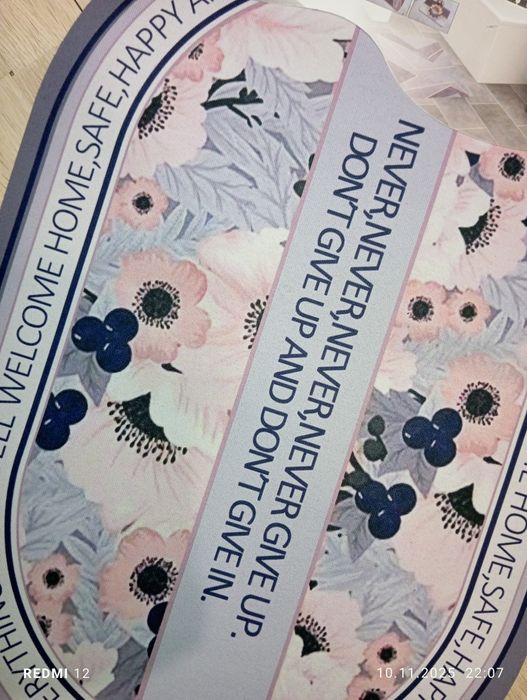 NEVER,NEVER,NEVER,NEVER GIVE UP.
DON'T GIVE UP AND DON'T GIVE IN.
WELCOME HOME,SAFE,HAPPY
HOME,SAFE,
REDMI 12
10.11.2025 22:07